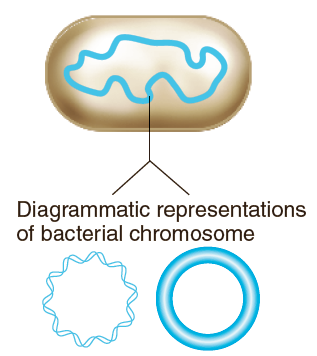 Diagrammatic representations
of bacterial chromosome